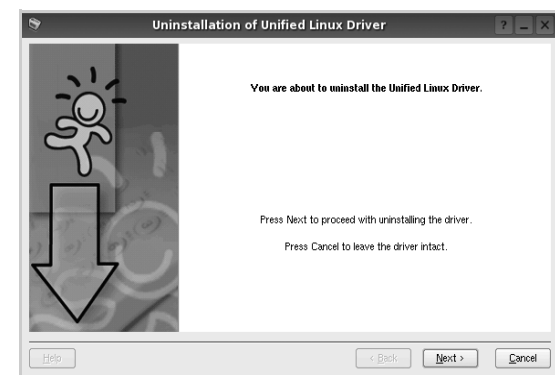 Uninstallation of Unified Linux Driver
You are about to uninstall the Unified Linux Driver.
Press Next to proceed with uninstalling the driver.
Press Cancel to leave the driver intact.
Help
< Back
Next >
Cancel